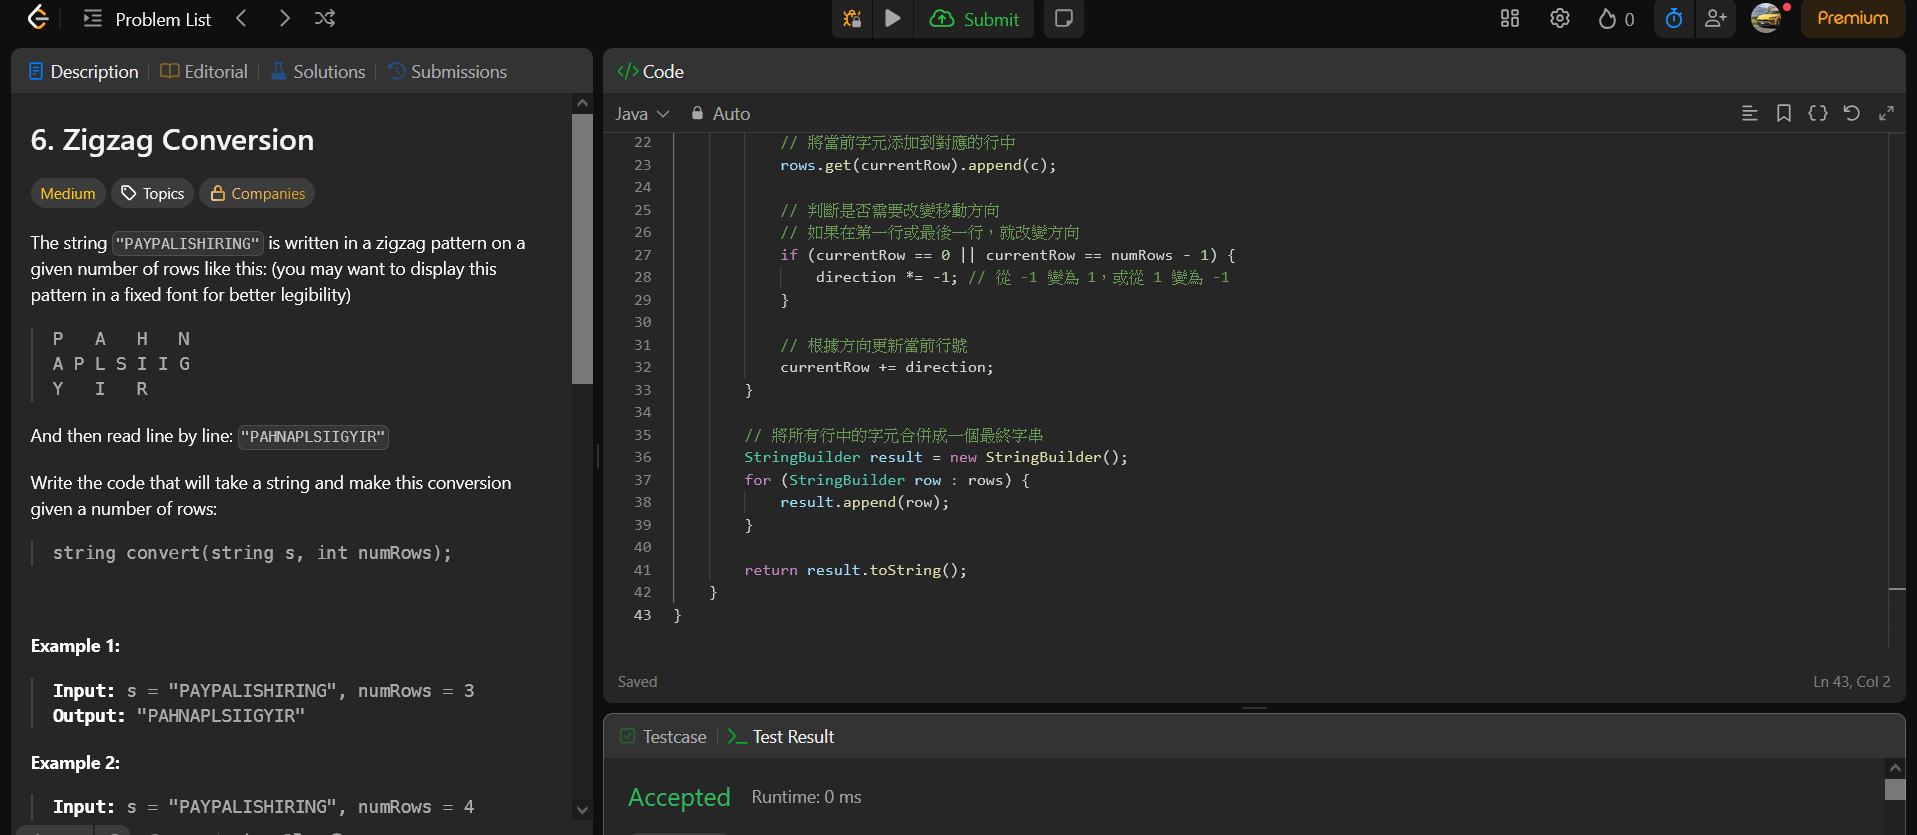 Problem List
Submit
0
Premium
Description
Editorial
Solutions
Submissions
6. Zigzag Conversion
Medium
Topics
Companies
The string "PAYPALISHIRING" is written in a zigzag pattern on a
given number of rows like this: (you may want to display this
pattern in a fixed font for better legibility)
P   A   H   N
A P L S I I G
Y   I   R
And then read line by line: "PAHNAPLSIIGYIR"
Write the code that will take a string and make this conversion
given a number of rows:
string convert(string s, int numRows);
Example 1:
Input: s = "PAYPALISHIRING", numRows = 3
Output: "PAHNAPLSIIGYIR"
Example 2:
Input: s = "PAYPALISHIRING", numRows = 4
</> Code
Java
Auto
22 // 將當前字元添加到對應的行中
23 rows.get(currentRow).append(c);
24
25 // 判斷是否需要改變移動方向
26 // 如果在第一行或最後一行，就改變方向
27 if (currentRow == 0 || currentRow == numRows - 1) {
28 direction *= -1; // 從 -1 變為 1，或從 1 變為 -1
29 }
30
31 // 根據方向更新當前行號
32 currentRow += direction;
33 }
34
35 // 將所有行中的字元合併成一個最終字串
36 StringBuilder result = new StringBuilder();
37 for (StringBuilder row : rows) {
38 result.append(row);
39 }
40
41 return result.toString();
42 }
43 }
Saved
Ln 43, Col 2
Testcase
Test Result
Accepted
Runtime: 0 ms